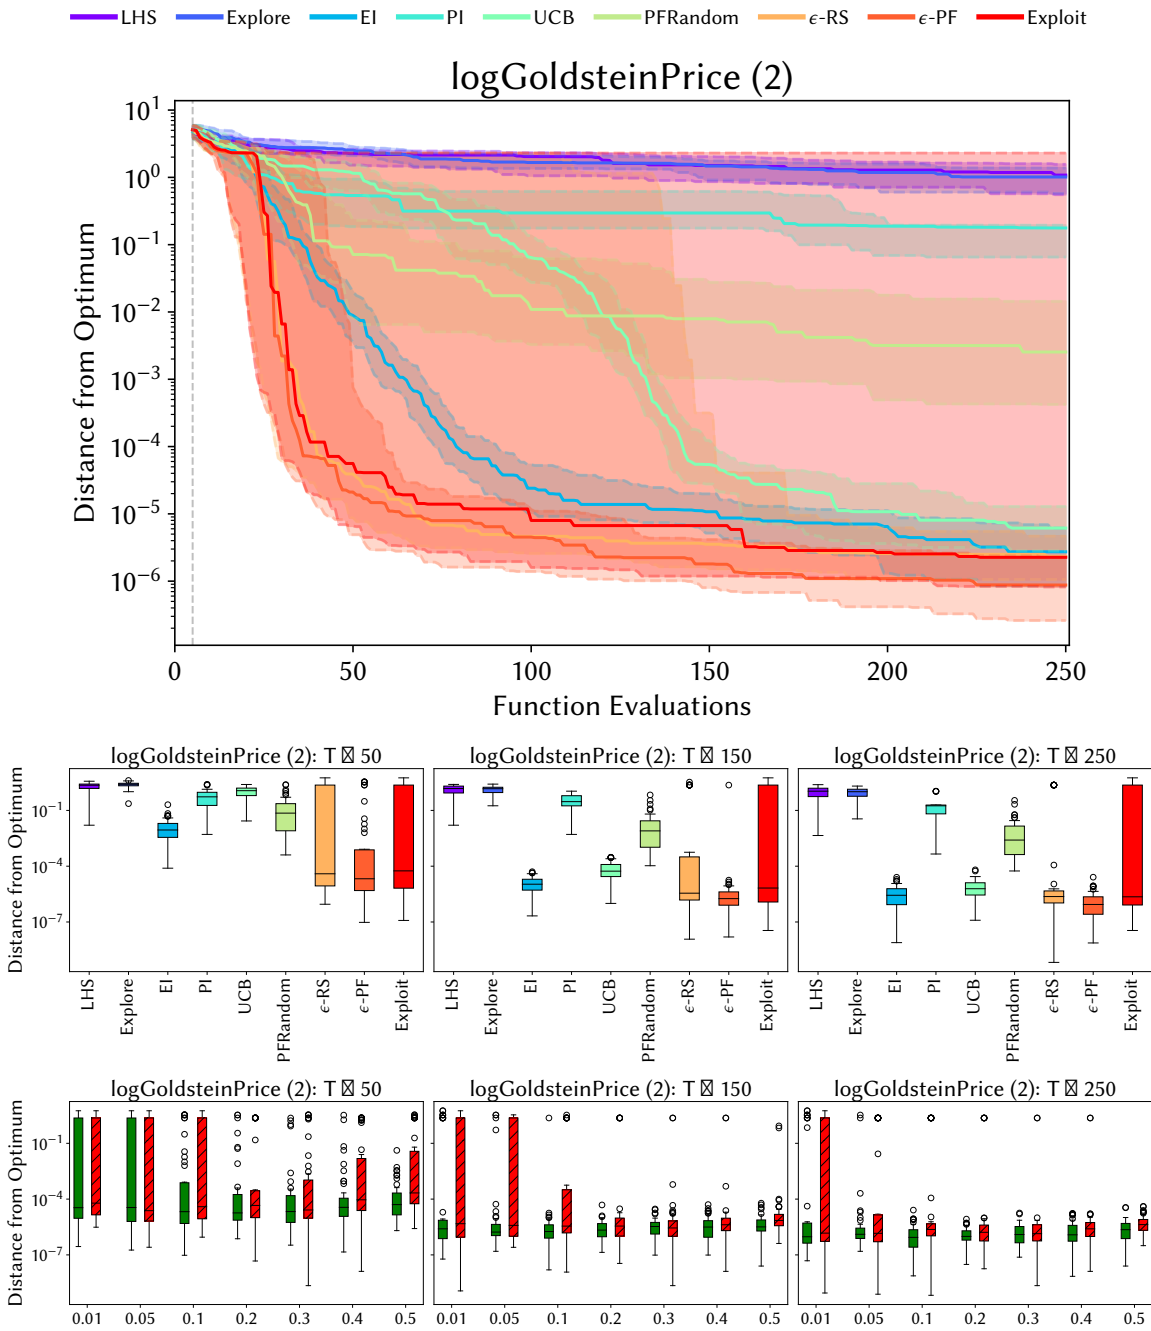 LHS Explore EI PI UCB PFRandom ϵ-RS ϵ-PF Exploit
logGoldsteinPrice (2)
Distance from Optimum
10¹
10⁰
10⁻¹
10⁻²
10⁻³
10⁻⁴
10⁻⁵
10⁻⁶
0 50 100 150 200 250
Function Evaluations
logGoldsteinPrice (2): T 50 logGoldsteinPrice (2): T 150 logGoldsteinPrice (2): T 250
Distance from Optimum
10⁻¹
10⁻⁴
10⁻⁷
LHS Explore EI PI UCB PFRandom ϵ-RS ϵ-PF Exploit LHS Explore EI PI UCB PFRandom ϵ-RS ϵ-PF Exploit LHS Explore EI PI UCB PFRandom ϵ-RS ϵ-PF Exploit
logGoldsteinPrice (2): T 50 logGoldsteinPrice (2): T 150 logGoldsteinPrice (2): T 250
Distance from Optimum
10⁻¹
10⁻⁴
10⁻⁷
0.01 0.05 0.1 0.2 0.3 0.4 0.5 0.01 0.05 0.1 0.2 0.3 0.4 0.5 0.01 0.05 0.1 0.2 0.3 0.4 0.5